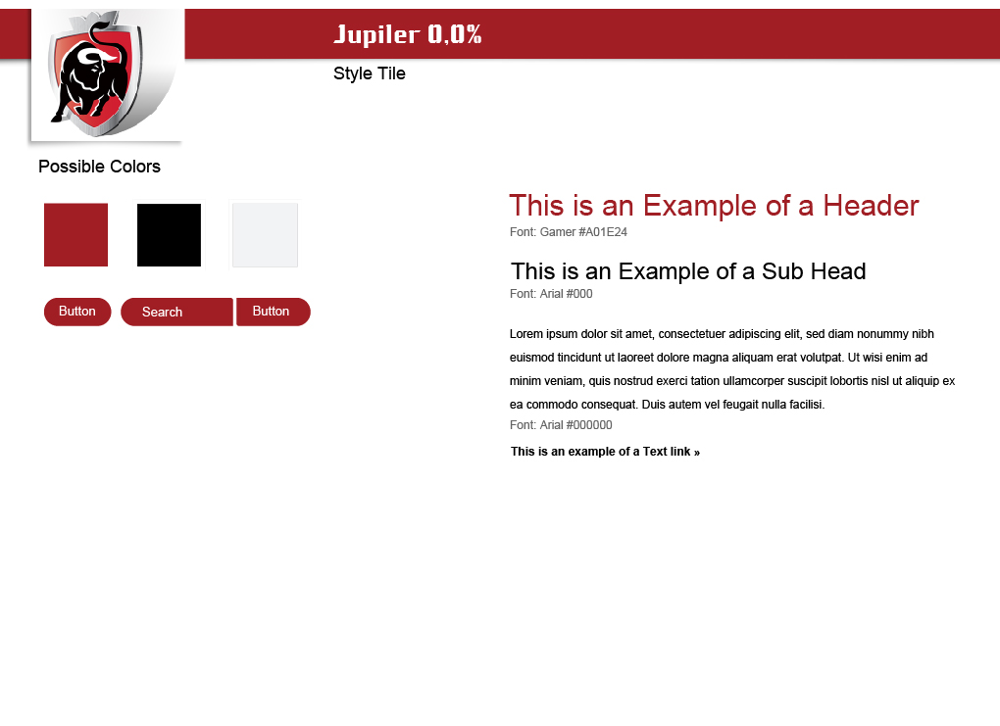 Jupiler 0,0%
Style Tile
Possible Colors
Button
Search
Button
This is an Example of a Header
Font: Gamer #A01E24
This is an Example of a Sub Head
Font: Arial #000
Lorem ipsum dolor sit amet, consectetuer adipiscing elit, sed diam nonummy nibh
euismod tincidunt ut laoreet dolore magna aliquam erat volutpat. Ut wisi enim ad
minim veniam, quis nostrud exerci tation ullamcorper suscipit lobortis nisl ut aliquip ex
ea commodo consequat. Duis autem vel feugait nulla facilisi.
Font: Arial #000000
This is an example of a Text link »